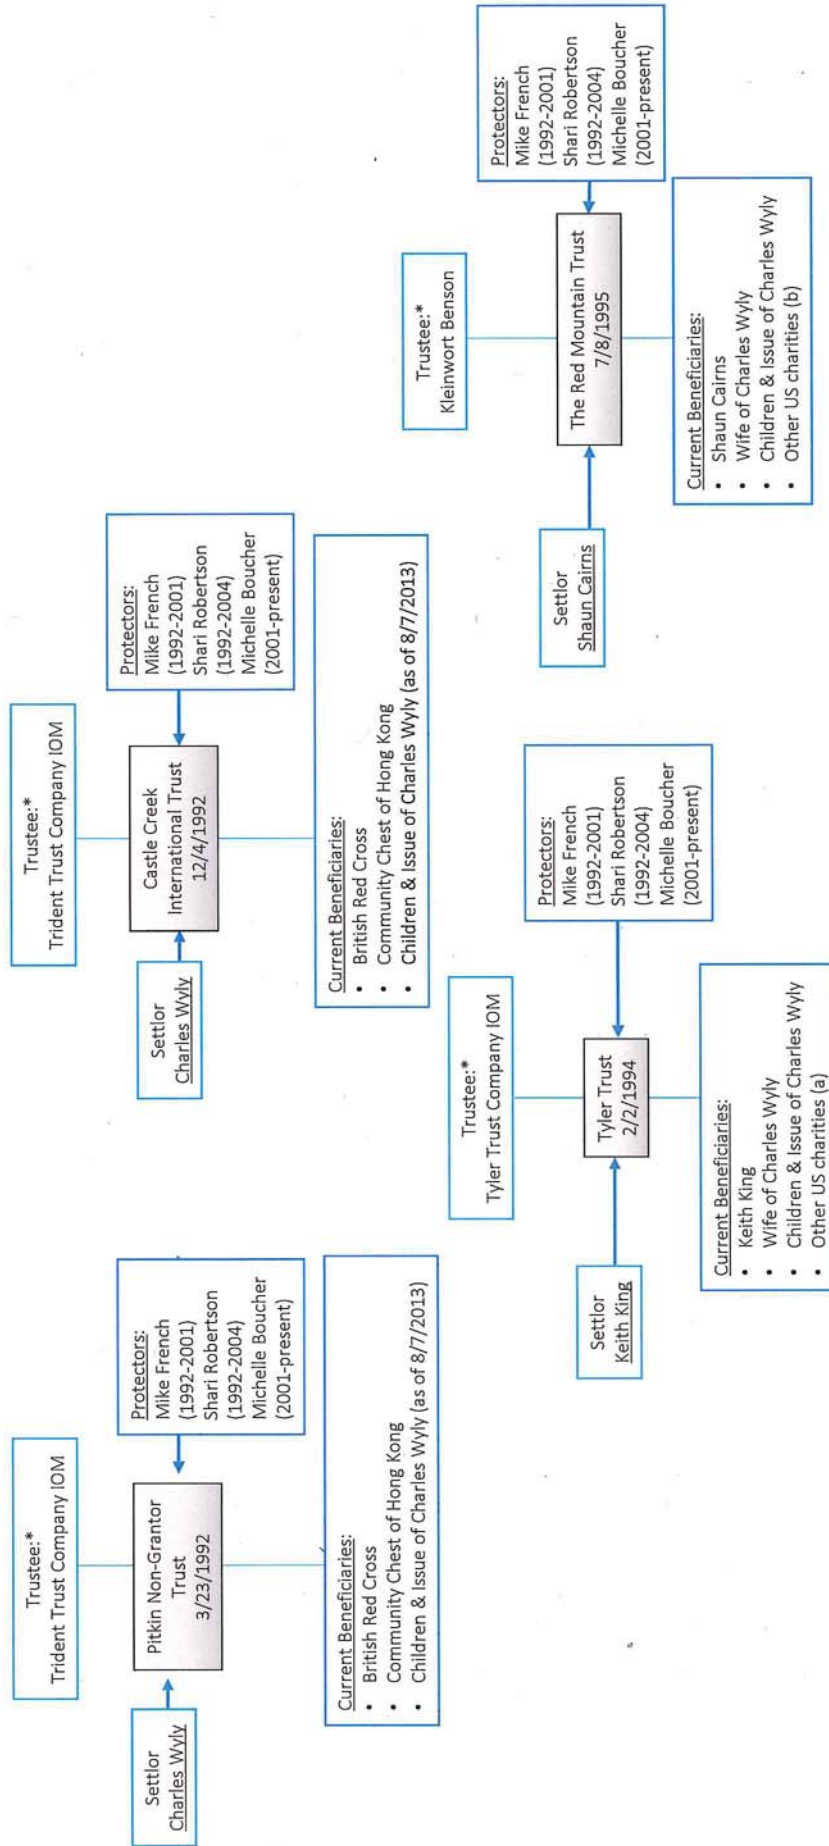 Trustee:*
Trident Trust Company IOM
Settlor
Charles Wyly
Pitkin Non-Grantor
Trust
3/23/1992
Protectors:
Mike French
(1992-2001)
Shari Robertson
(1992-2004)
Michelle Boucher
(2001-present)
Current Beneficiaries:
• British Red Cross
• Community Chest of Hong Kong
• Children & Issue of Charles Wyly (as of 8/7/2013)
Trustee:*
Trident Trust Company IOM
Settlor
Charles Wyly
Castle Creek
International Trust
12/4/1992
Protectors:
Mike French
(1992-2001)
Shari Robertson
(1992-2004)
Michelle Boucher
(2001-present)
Current Beneficiaries:
• British Red Cross
• Community Chest of Hong Kong
• Children & Issue of Charles Wyly (as of 8/7/2013)
Trustee:*
Tyler Trust Company IOM
Settlor
Keith King
Tyler Trust
2/2/1994
Protectors:
Mike French
(1992-2001)
Shari Robertson
(1992-2004)
Michelle Boucher
(2001-present)
Current Beneficiaries:
• Keith King
• Wife of Charles Wyly
• Children & Issue of Charles Wyly
• Other US charities (a)
Trustee:*
Kleinwort Benson
Settlor
Shaun Cairns
The Red Mountain Trust
7/8/1995
Protectors:
Mike French
(1992-2001)
Shari Robertson
(1992-2004)
Michelle Boucher
(2001-present)
Current Beneficiaries:
• Shaun Cairns
• Wife of Charles Wyly
• Children & Issue of Charles Wyly
• Other US charities (b)